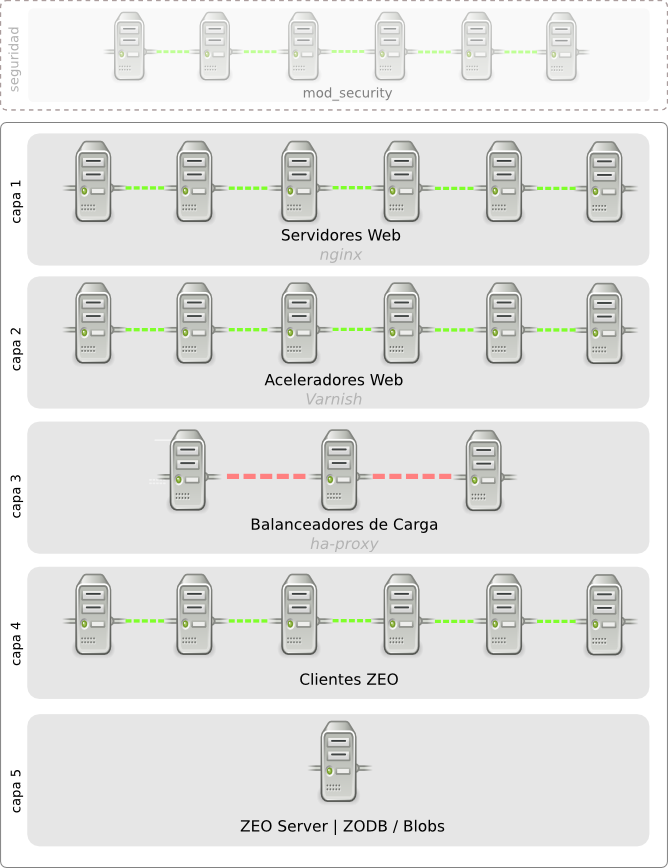 seguridad
mod_security
capa 1
Servidores Web
nginx
capa 2
Aceleradores Web
Varnish
capa 3
Balanceadores de Carga
ha-proxy
capa 4
Clientes ZEO
capa 5
ZEO Server | ZODB / Blobs